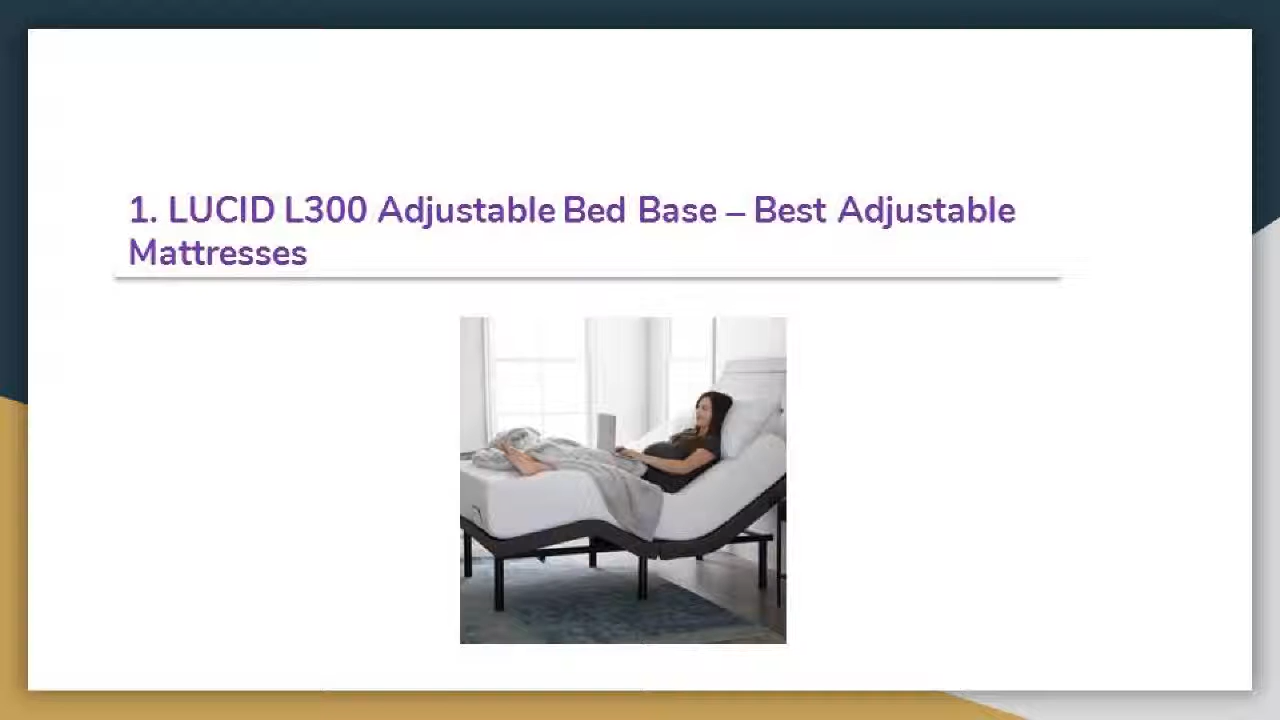 1. LUCID L300 Adjustable Bed Base – Best Adjustable
Mattresses